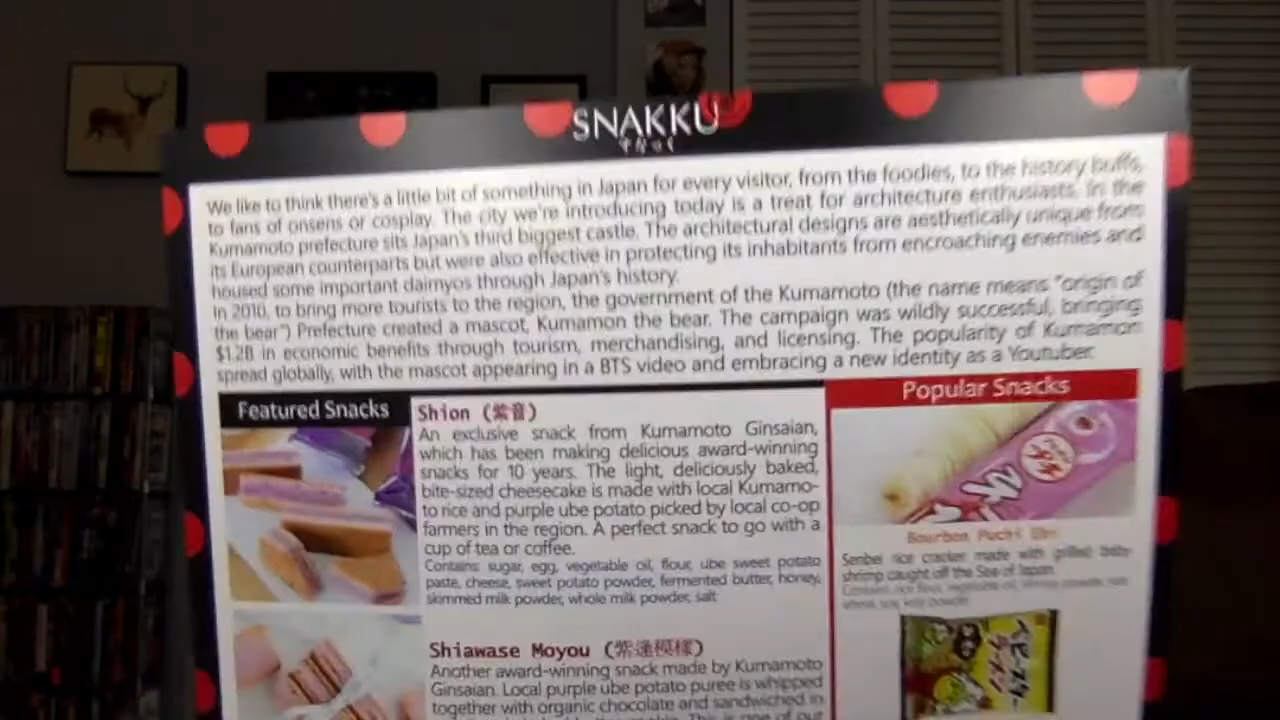 SNAKKU
すなっく
We like to think there's a little bit of something in Japan for every visitor, from the foodies, to the history buffs,
to fans of onsens or cosplay. The city we're introducing today is a treat for architecture enthusiasts. In the
Kumamoto prefecture sits Japan's third biggest castle. The architectural designs are aesthetically unique from
its European counterparts but were also effective in protecting its inhabitants from encroaching enemies and
housed some important daimyos through Japan's history.
In 2010, to bring more tourists to the region, the government of the Kumamoto (the name means "origin of
the bear") Prefecture created a mascot, Kumamon the bear. The campaign was wildly successful, bringing
$1.2B in economic benefits through tourism, merchandising, and licensing. The popularity of Kumamon
spread globally, with the mascot appearing in a BTS video and embracing a new identity as a Youtuber.
Featured Snacks
Shion (紫音)
An exclusive snack from Kumamoto Ginsaian,
which has been making delicious award-winning
snacks for 10 years. The light, deliciously baked,
bite-sized cheesecake is made with local Kumamo-
to rice and purple ube potato picked by local co-op
farmers in the region. A perfect snack to go with a
cup of tea or coffee.
Contains: sugar, egg, vegetable oil, flour, ube sweet potato
paste, cheese, sweet potato powder, fermented butter, honey,
skimmed milk powder, whole milk powder, salt
Shiawase Moyou (紫逢模様)
Another award-winning snack made by Kumamoto
Ginsaian. Local purple ube potato puree is whipped
together with organic chocolate and sandwiched in
Popular Snacks
Bourbon Puchi Ebi
Senbei rice cracker made with grilled baby
shrimp caught off the Sea of Japan.